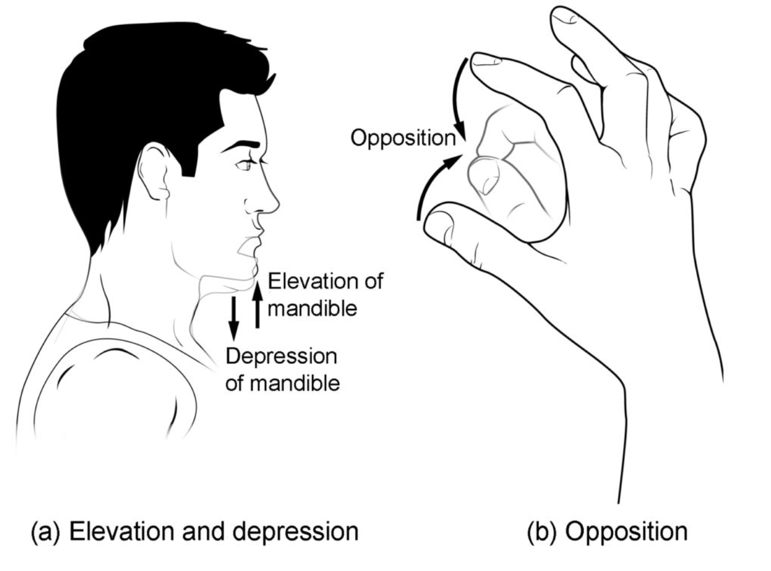 Opposition
Elevation of
mandible
Depression
of mandible
(a) Elevation and depression
(b) Opposition